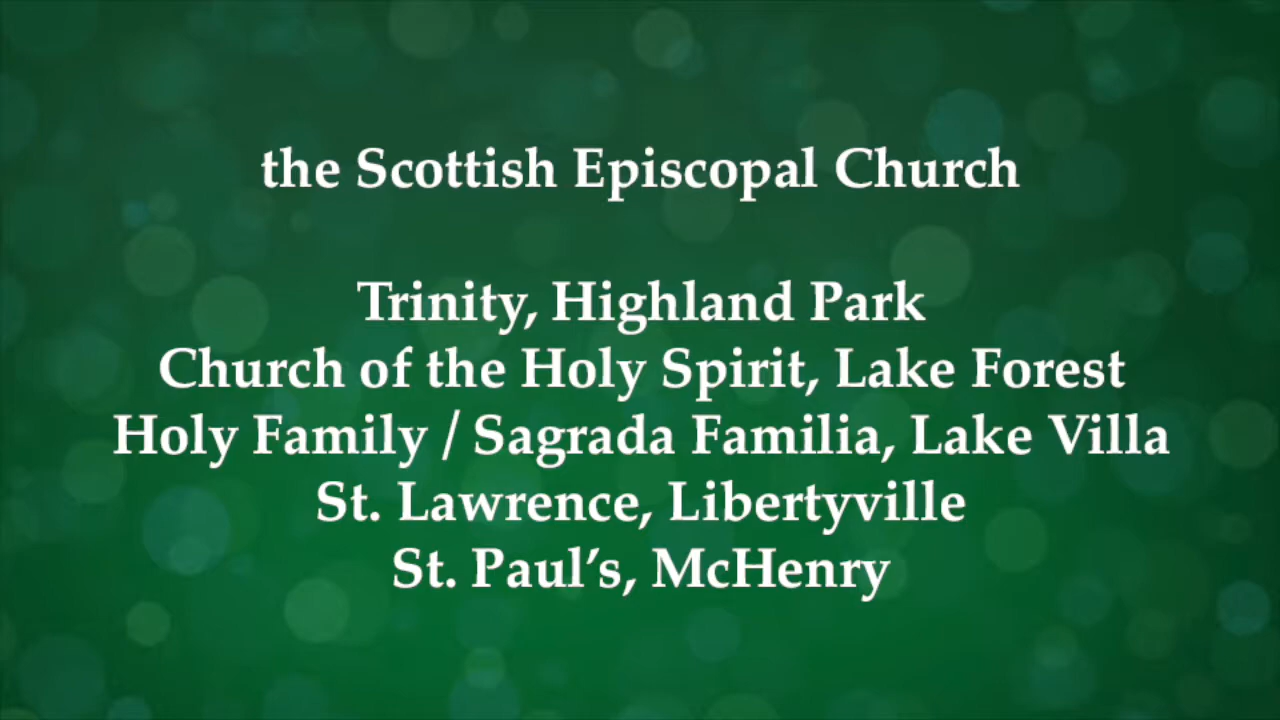 the Scottish Episcopal Church
Trinity, Highland Park
Church of the Holy Spirit, Lake Forest
Holy Family / Sagrada Familia, Lake Villa
St. Lawrence, Libertyville
St. Paul’s, McHenry